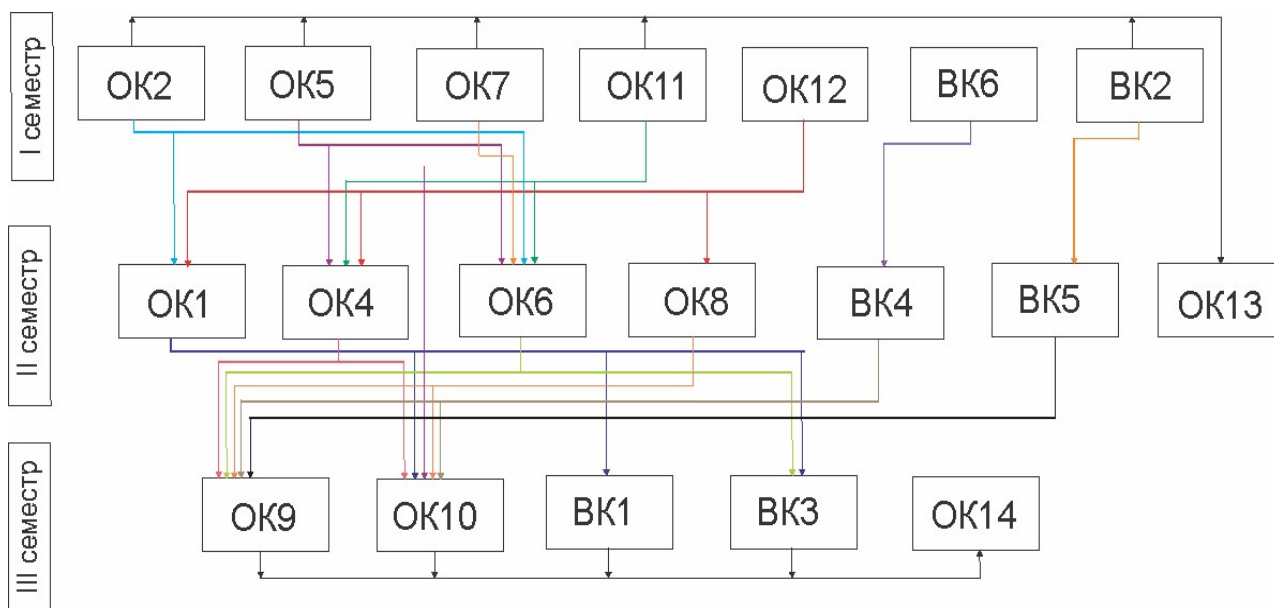 I семестр
ОК2
ОК5
ОК7
ОК11
ОК12
ВК6
ВК2
II семестр
ОК1
ОК4
ОК6
ОК8
ВК4
ВК5
ОК13
III семестр
ОК9
ОК10
ВК1
ВК3
ОК14